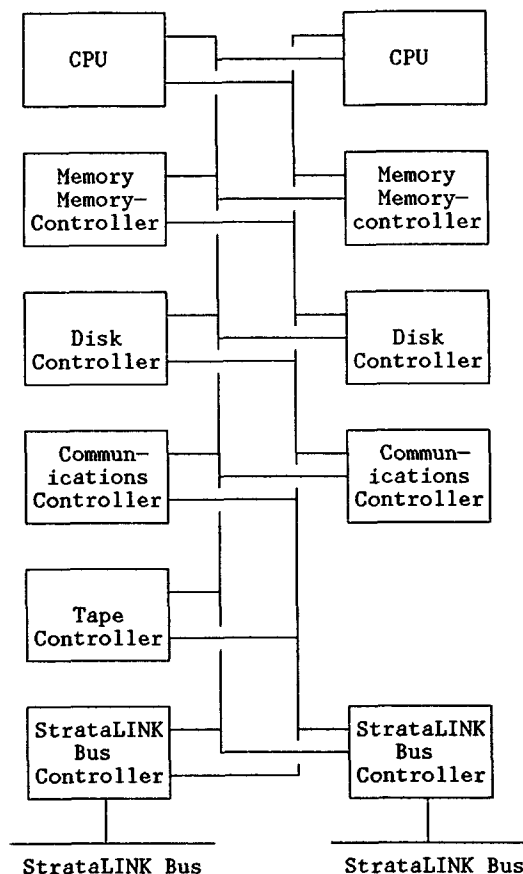 CPU
CPU
Memory
Memory—
Controller
Memory
Memory—
controller
Disk
Controller
Disk
Controller
Commun—
ications
Controller
Commun—
ications
Controller
Tape
Controller
StrataLINK
Bus
Controller
StrataLINK
Bus
Controller
StrataLINK Bus
StrataLINK Bus